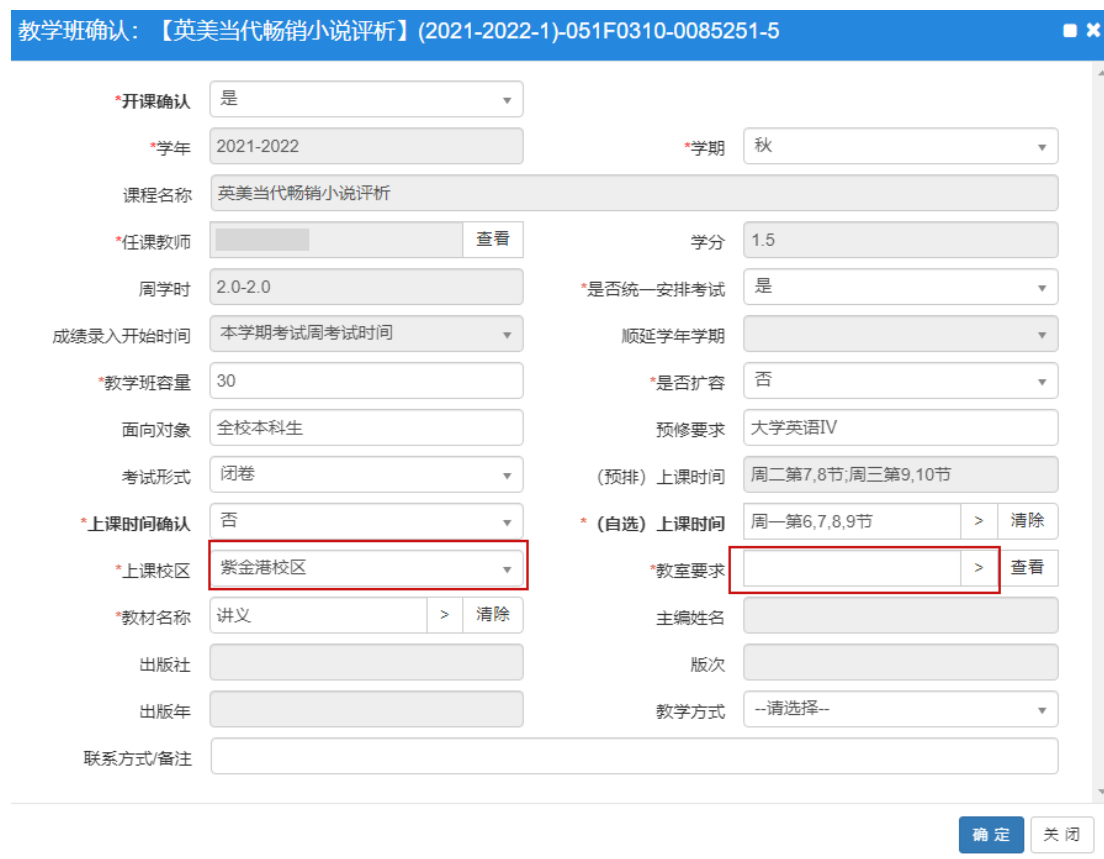 教学班确认：【英美当代畅销小说评析】(2021-2022-1)-051F0310-0085251-5
*开课确认 是
*学年 2021-2022 *学期 秋
课程名称 英美当代畅销小说评析
*任课教师 查看 学分 1.5
周学时 2.0-2.0 *是否统一安排考试 是
成绩录入开始时间 本学期考试周考试时间 顺延学年学期
*教学班容量 30 *是否扩容 否
面向对象 全校本科生 预修要求 大学英语IV
考试形式 闭卷 （预排）上课时间 周二第7,8节;周三第9,10节
*上课时间确认 否 *（自选）上课时间 周一第6,7,8,9节 > 清除
*上课校区 紫金港校区 *教室要求 > 查看
*教材名称 讲义 > 清除 主编姓名
出版社 版次
出版年 教学方式 --请选择--
联系方式/备注
确 定 关 闭